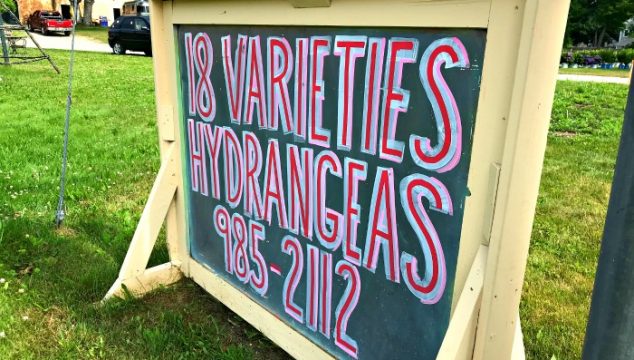 18 VARIETIES
HYDRANGEAS
985-2112